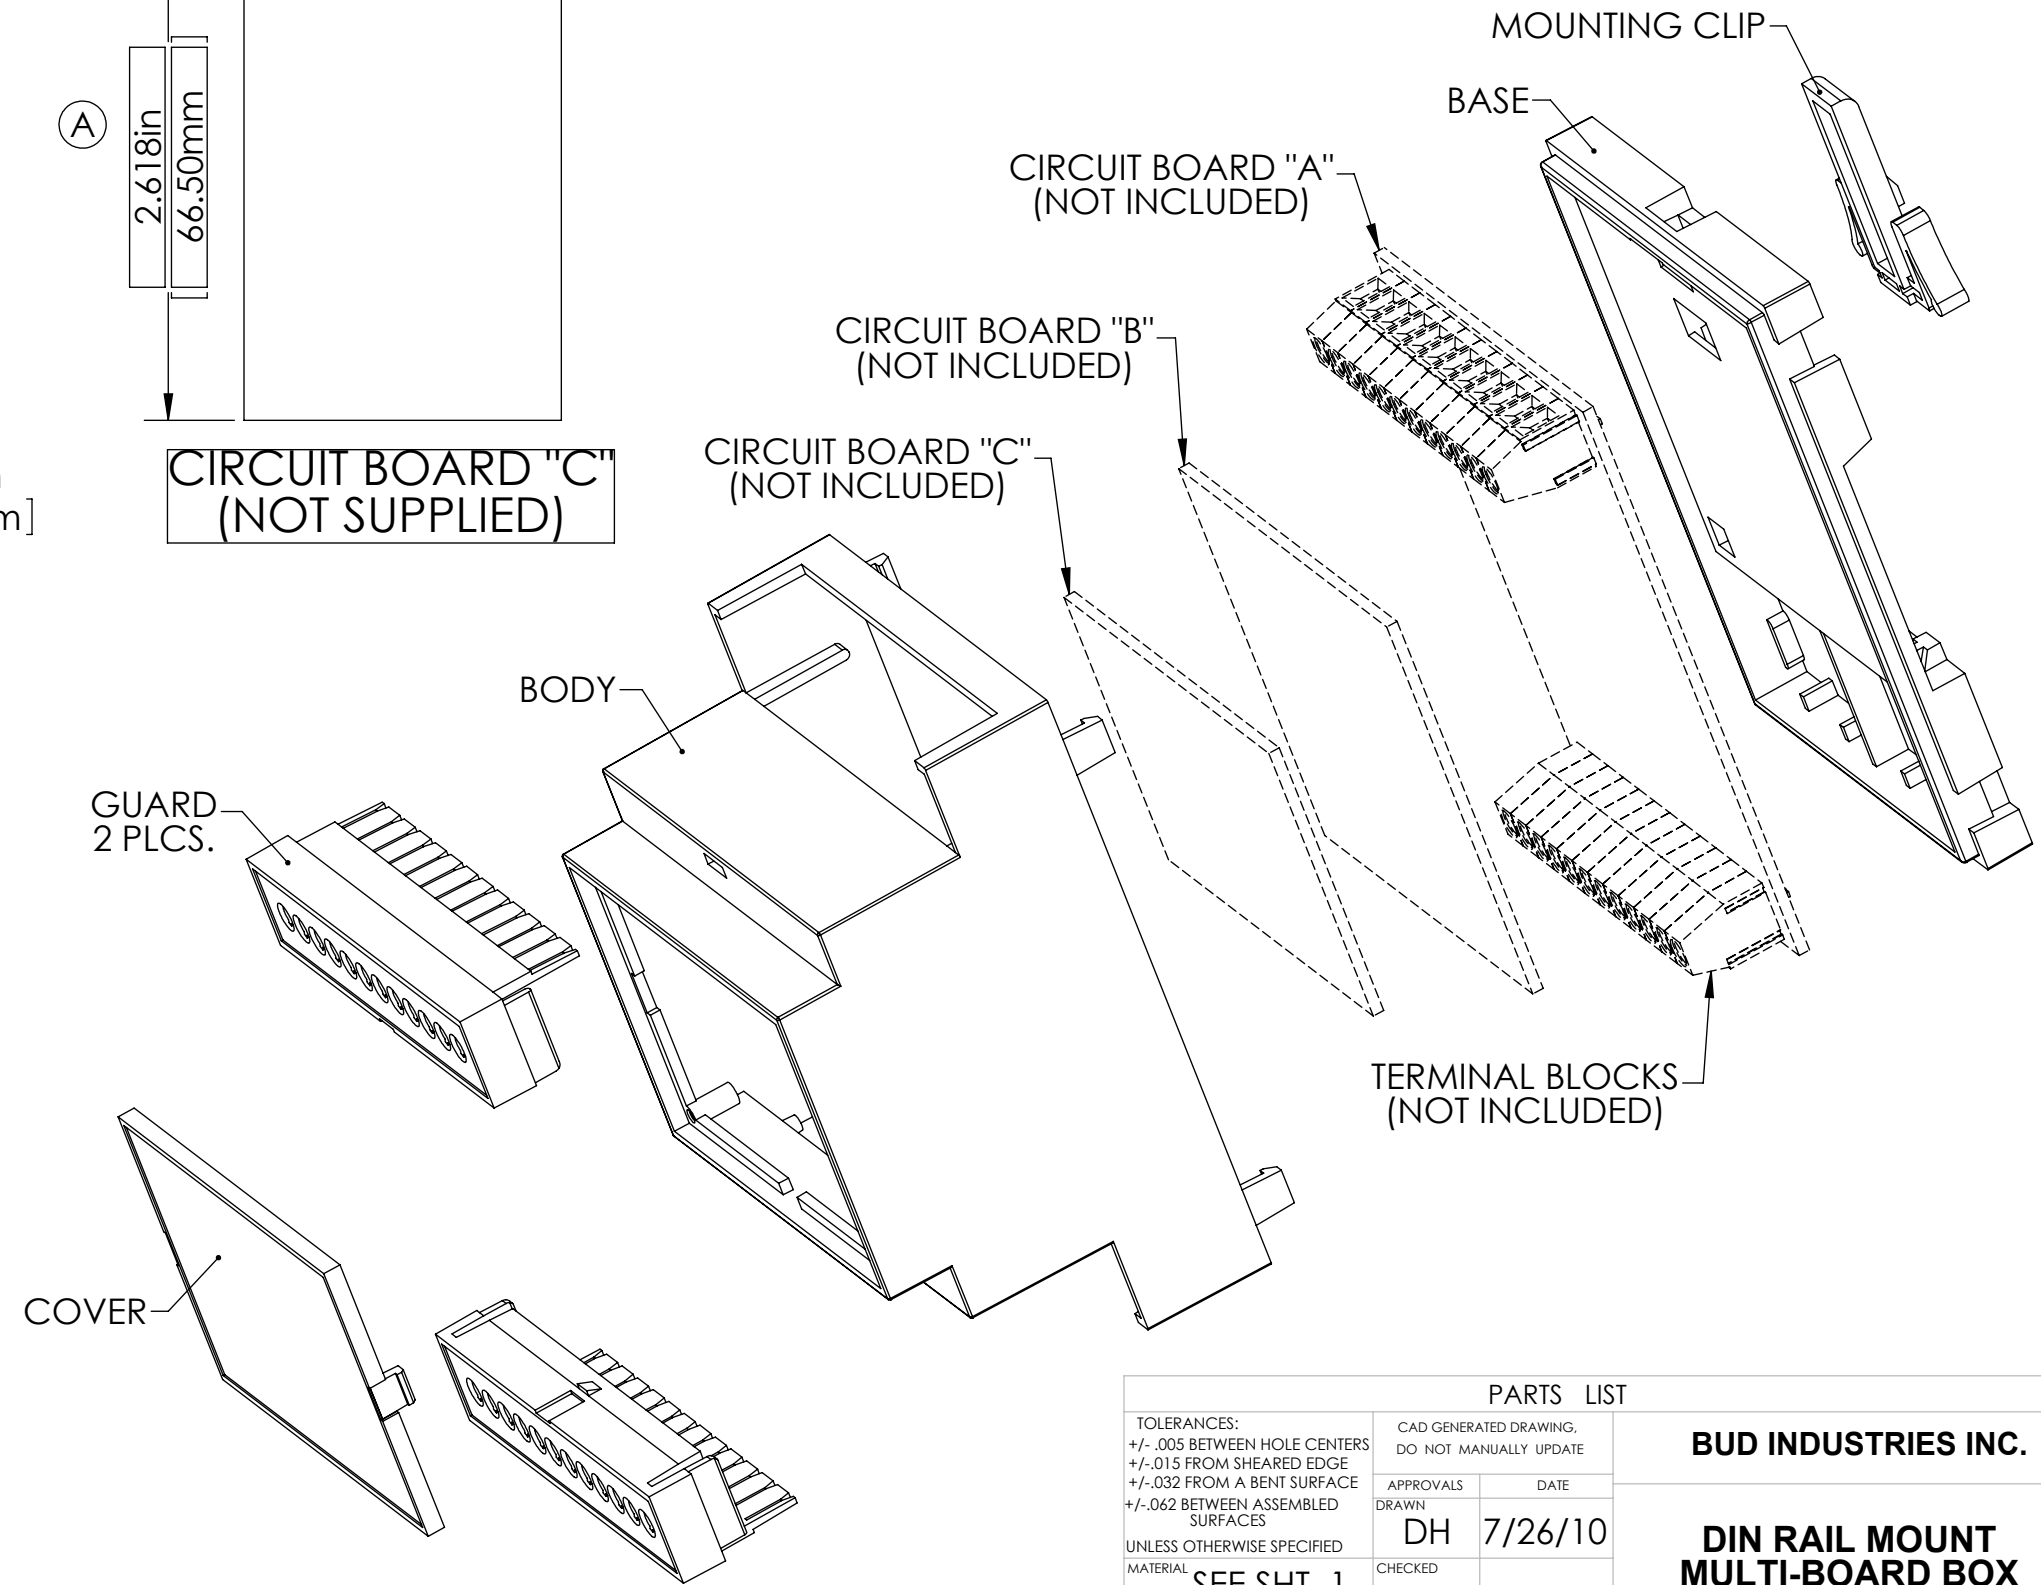 MOUNTING CLIP
BASE
A
2.618in
66.50mm
CIRCUIT BOARD "A"
(NOT INCLUDED)
CIRCUIT BOARD "B"
(NOT INCLUDED)
CIRCUIT BOARD "C"
(NOT INCLUDED)
CIRCUIT BOARD "C"
(NOT SUPPLIED)
m]
BODY
GUARD
2 PLCS.
TERMINAL BLOCKS
(NOT INCLUDED)
COVER
PARTS LIST
TOLERANCES:
+/- .005 BETWEEN HOLE CENTERS
+/-.015 FROM SHEARED EDGE
+/-.032 FROM A BENT SURFACE
+/-.062 BETWEEN ASSEMBLED
SURFACES
UNLESS OTHERWISE SPECIFIED
MATERIAL SEE SHT. 1
CAD GENERATED DRAWING,
DO NOT MANUALLY UPDATE
APPROVALS DATE
DRAWN
DH 7/26/10
CHECKED
BUD INDUSTRIES INC.
DIN RAIL MOUNT
MULTI-BOARD BOX